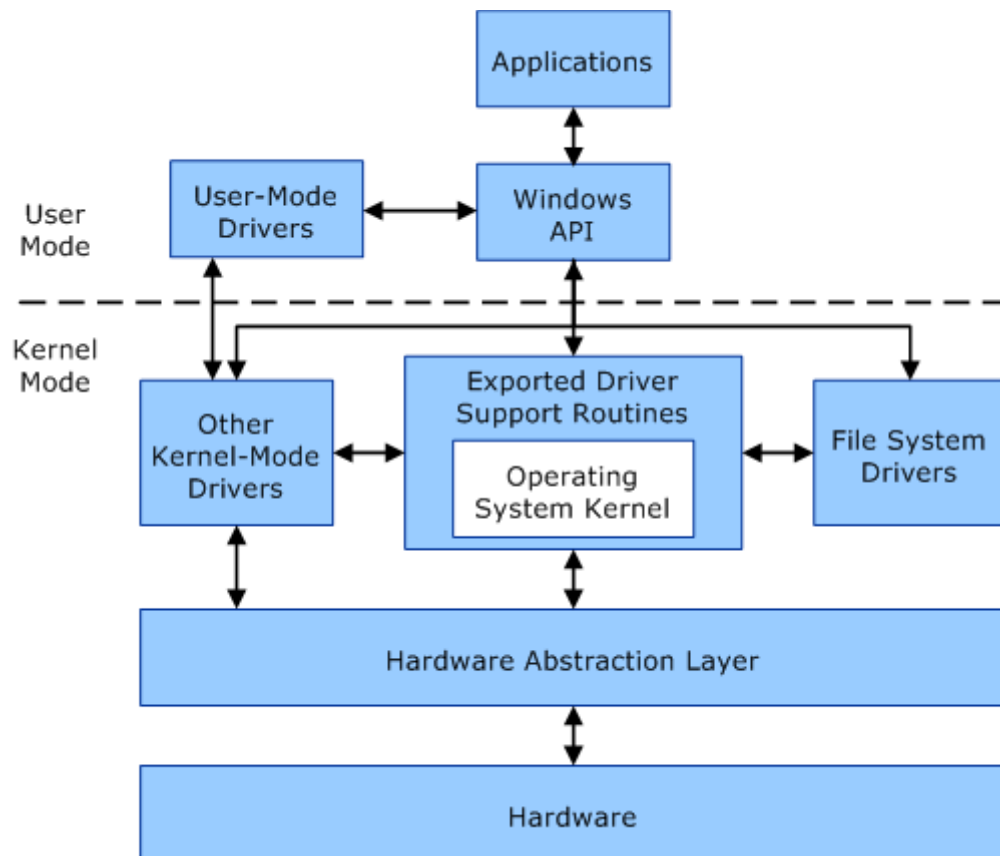 Applications
User-Mode
Drivers
Windows
API
User
Mode
Kernel
Mode
Exported Driver
Support Routines
Other
Kernel-Mode
Drivers
Operating
System Kernel
File System
Drivers
Hardware Abstraction Layer
Hardware